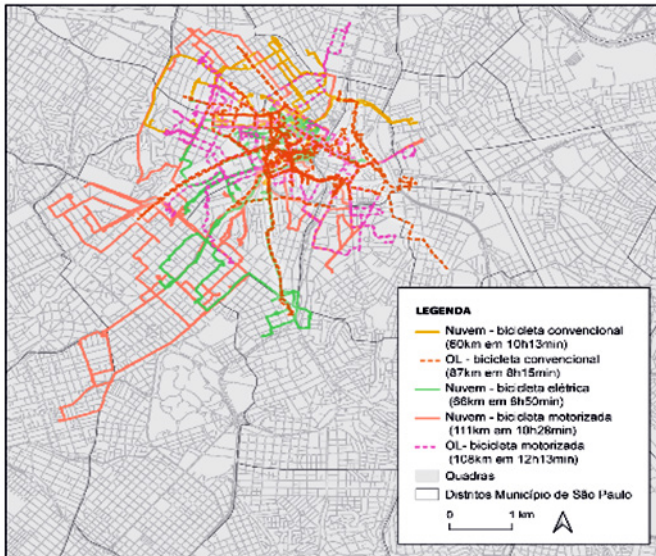 LEGENDA
Nuvem - bicicleta convencional
(60km em 10h13min)
OL - bicicleta convencional
(87km em 8h15min)
Nuvem - bicicleta elétrica
(66km em 6h50min)
Nuvem - bicicleta motorizada
(111km em 10h28min)
OL- bicicleta motorizada
(108km em 12h13min)
Quadras
Distritos Município de São Paulo
0 1 km